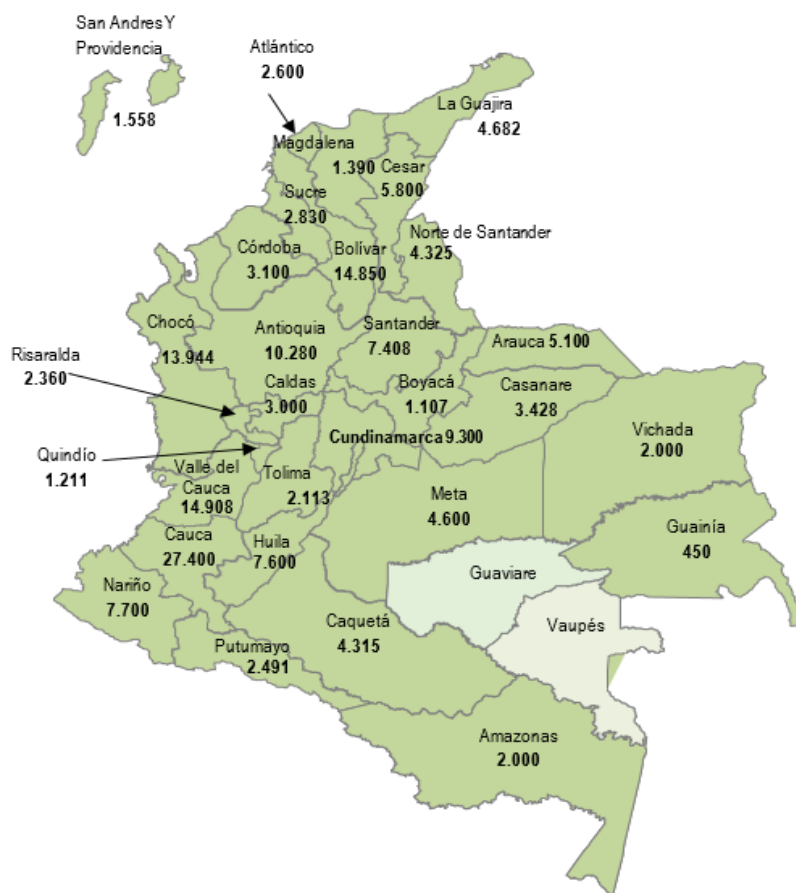 San Andres Y
Providencia
1.558
Atlántico
2.600
La Guajira
4.682
Magdalena
1.390
Cesar
5.800
Sucre
2.830
Norte de Santander
4.325
Córdoba
3.100
Bolívar
14.850
Chocó
13.944
Antioquia
10.280
Santander
7.408
Arauca 5.100
Risaralda
2.360
Caldas
3.000
Boyacá
1.107
Casanare
3.428
Cundinamarca 9.300
Vichada
2.000
Quindío
1.211
Valle del
Cauca
14.908
Tolima
2.113
Meta
4.600
Guainía
450
Cauca
27.400
Huila
7.600
Guaviare
Nariño
7.700
Caquetá
4.315
Vaupés
Putumayo
2.491
Amazonas
2.000